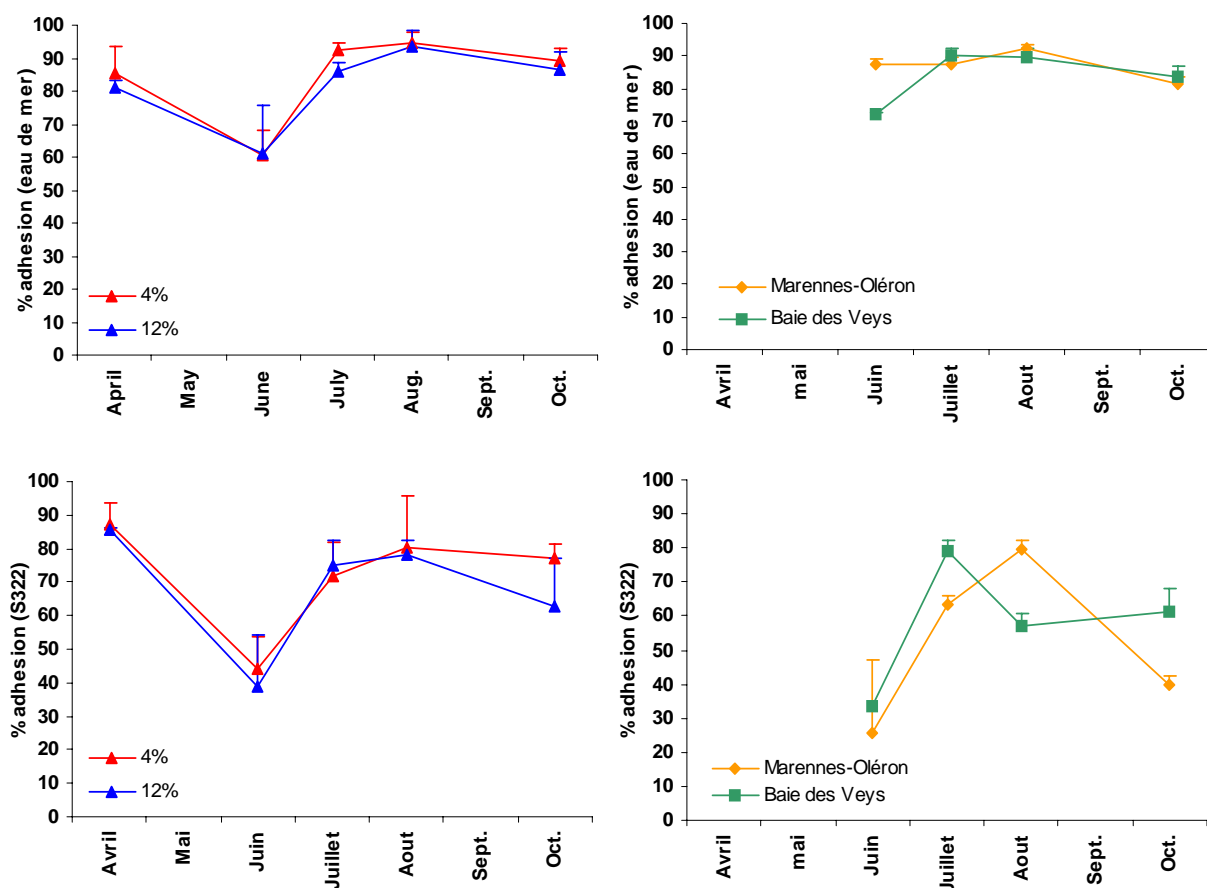 % adhesion (eau de mer)
100
90
80
70
60
50
40
30
20
10
0
4%
12%
April
May
June
July
Aug.
Sept.
Oct.
% adhesion (eau de mer)
100
90
80
70
60
50
40
30
20
10
0
Marennes-Oléron
Baie des Veys
Avril
mai
Juin
Juillet
Aout
Sept.
Oct.
% adhesion (S322)
100
90
80
70
60
50
40
30
20
10
0
4%
12%
Avril
Mai
Juin
Juillet
Aout
Sept.
Oct.
% adhesion (S322)
100
90
80
70
60
50
40
30
20
10
0
Marennes-Oléron
Baie des Veys
Avril
mai
Juin
Juillet
Aout
Sept.
Oct.